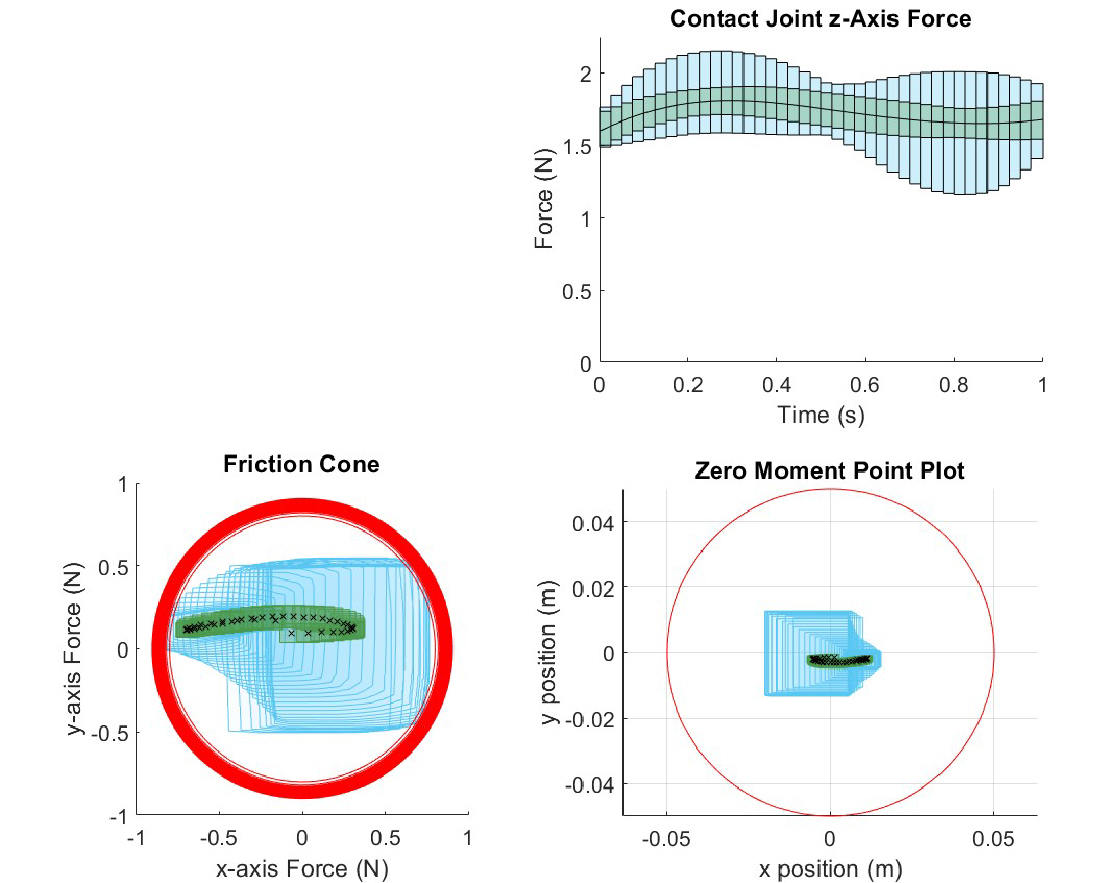 Contact Joint z-Axis Force
2
1.5
1
0.5
0
Force (N)
0 0.2 0.4 0.6 0.8 1
Time (s)
Friction Cone
1
0.5
0
-0.5
-1
y-axis Force (N)
-1 -0.5 0 0.5 1
x-axis Force (N)
Zero Moment Point Plot
0.04
0.02
0
-0.02
-0.04
y position (m)
-0.05 0 0.05
x position (m)